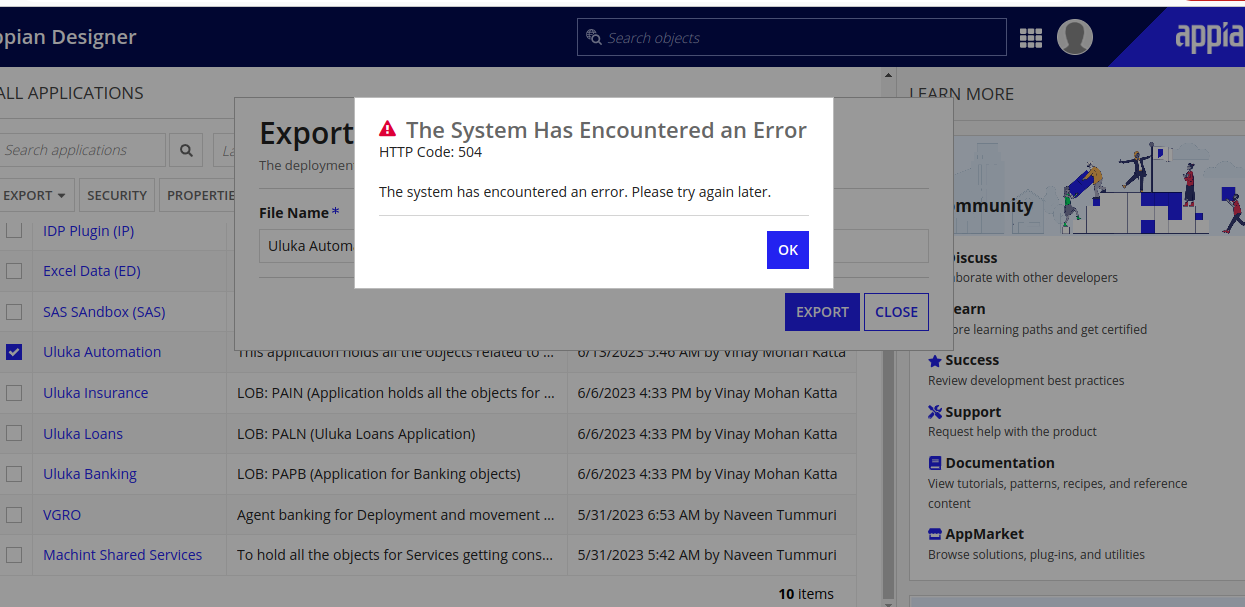 ppian Designer
Search objects
appia
ALL APPLICATIONS
LEARN MORE
Search applications
La
EXPORT
SECURITY
PROPERTIE
Export
The deploymen
File Name *
Uluka Autom
EXPORT
CLOSE
The System Has Encountered an Error
HTTP Code: 504
The system has encountered an error. Please try again later.
OK
IDP Plugin (IP)
Excel Data (ED)
SAS SAndbox (SAS)
Uluka Automation This application holds all the objects related to ... 6/13/2023 5:46 AM by Vinay Mohan Katta
Uluka Insurance LOB: PAIN (Application holds all the objects for ... 6/6/2023 4:33 PM by Vinay Mohan Katta
Uluka Loans LOB: PALN (Uluka Loans Application) 6/6/2023 4:33 PM by Vinay Mohan Katta
Uluka Banking LOB: PAPB (Application for Banking objects) 6/6/2023 4:33 PM by Vinay Mohan Katta
VGRO Agent banking for Deployment and movement ... 5/31/2023 6:53 AM by Naveen Tummuri
Machint Shared Services To hold all the objects for Services getting cons... 5/31/2023 5:42 AM by Naveen Tummuri
10 items
mmunity
iscuss
aborate with other developers
earn
ore learning paths and get certified
Success
Review development best practices
Support
Request help with the product
Documentation
View tutorials, patterns, recipes, and reference
content
AppMarket
Browse solutions, plug-ins, and utilities